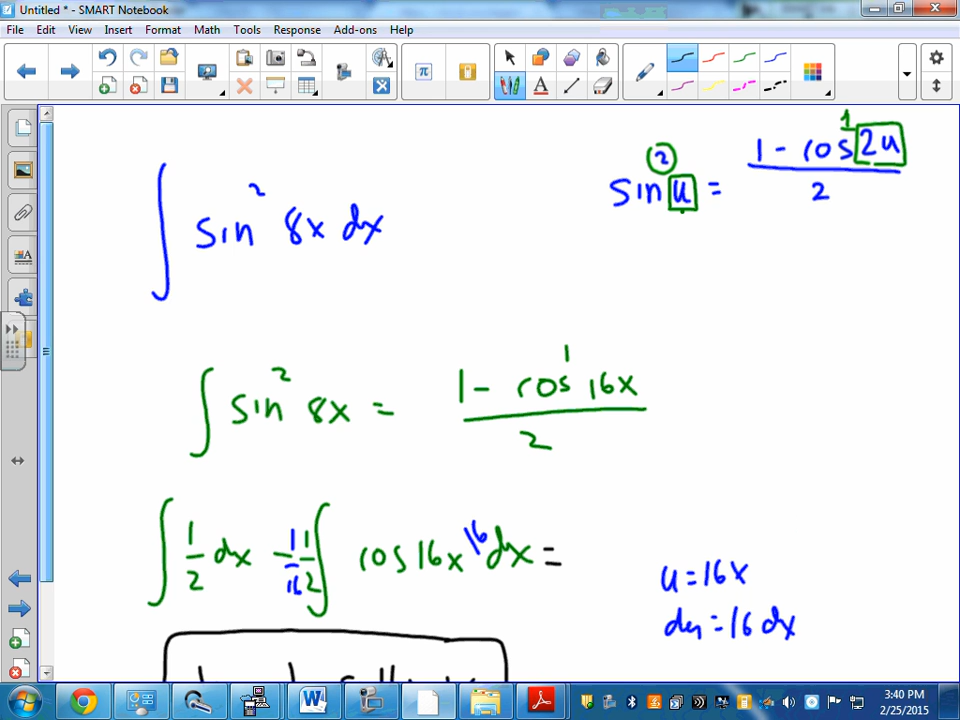 Untitled * - SMART Notebook
File Edit View Insert Format Math Tools Response Add-ons Help
∫ sin² 8x dx
sin² u = (1 - cos¹ 2u)/2
∫ sin² 8x = (1 - cos¹ 16x)/2
∫ 1/2 dx - 1/16 1/2 ∫ cos 16x 16 dx =
u = 16x
du = 16 dx
3:40 PM
2/25/2015